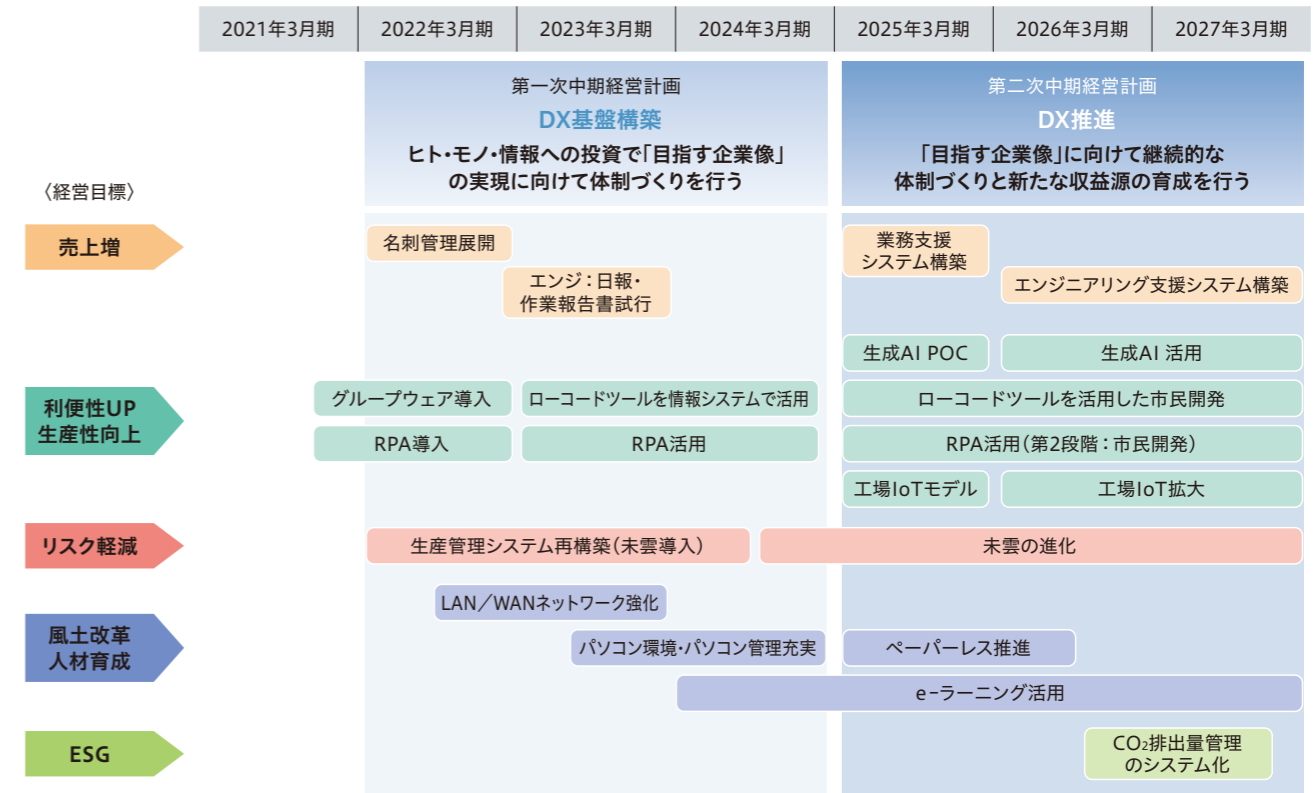 2021年3月期
2022年3月期
2023年3月期
2024年3月期
2025年3月期
2026年3月期
2027年3月期
第一次中期経営計画
DX基盤構築
ヒト・モノ・情報への投資で「目指す企業像」
の実現に向けて体制づくりを行う
第二次中期経営計画
DX推進
「目指す企業像」に向けて継続的な
体制づくりと新たな収益源の育成を行う
〈経営目標〉
売上増
名刺管理展開
エンジ：日報・
作業報告書試行
業務支援
システム構築
エンジニアリング支援システム構築
利便性UP
生産性向上
生成AI POC
生成AI 活用
グループウェア導入
ローコードツールを情報システムで活用
ローコードツールを活用した市民開発
RPA導入
RPA活用
RPA活用（第2段階：市民開発）
工場IoTモデル
工場IoT拡大
リスク軽減
生産管理システム再構築（未雲導入）
未雲の進化
風土改革
人材育成
LAN／WANネットワーク強化
パソコン環境・パソコン管理充実
ペーパーレス推進
e-ラーニング活用
ESG
CO₂排出量管理
のシステム化